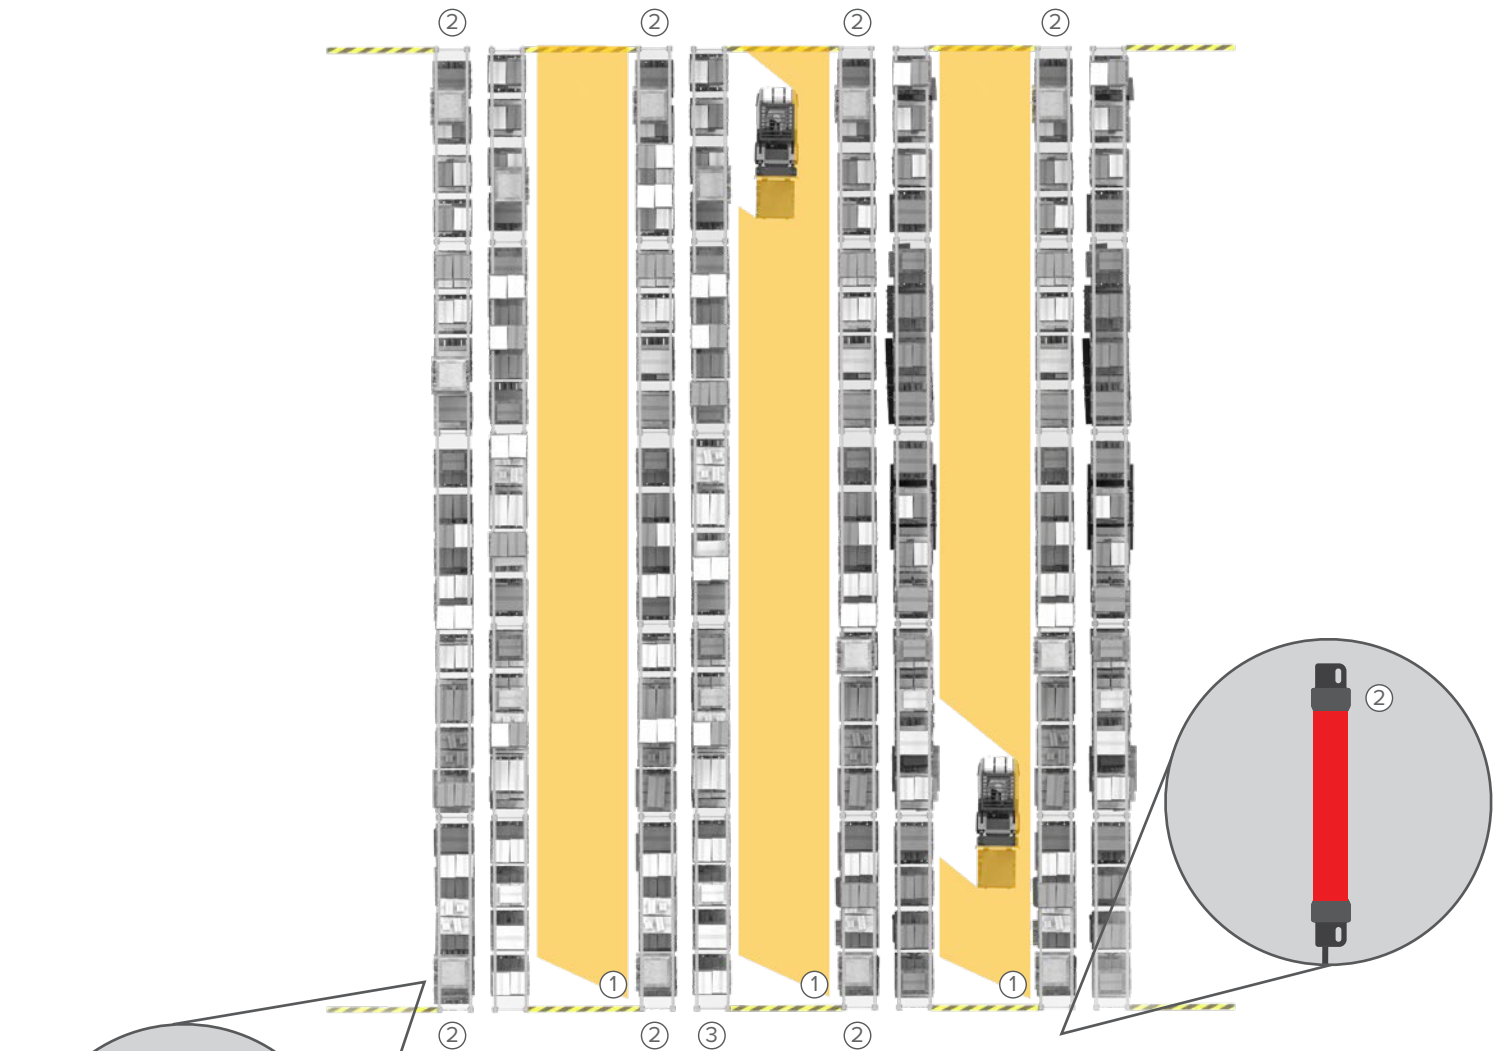 ② ② ② ②
②
① ① ①
② ② ③ ②